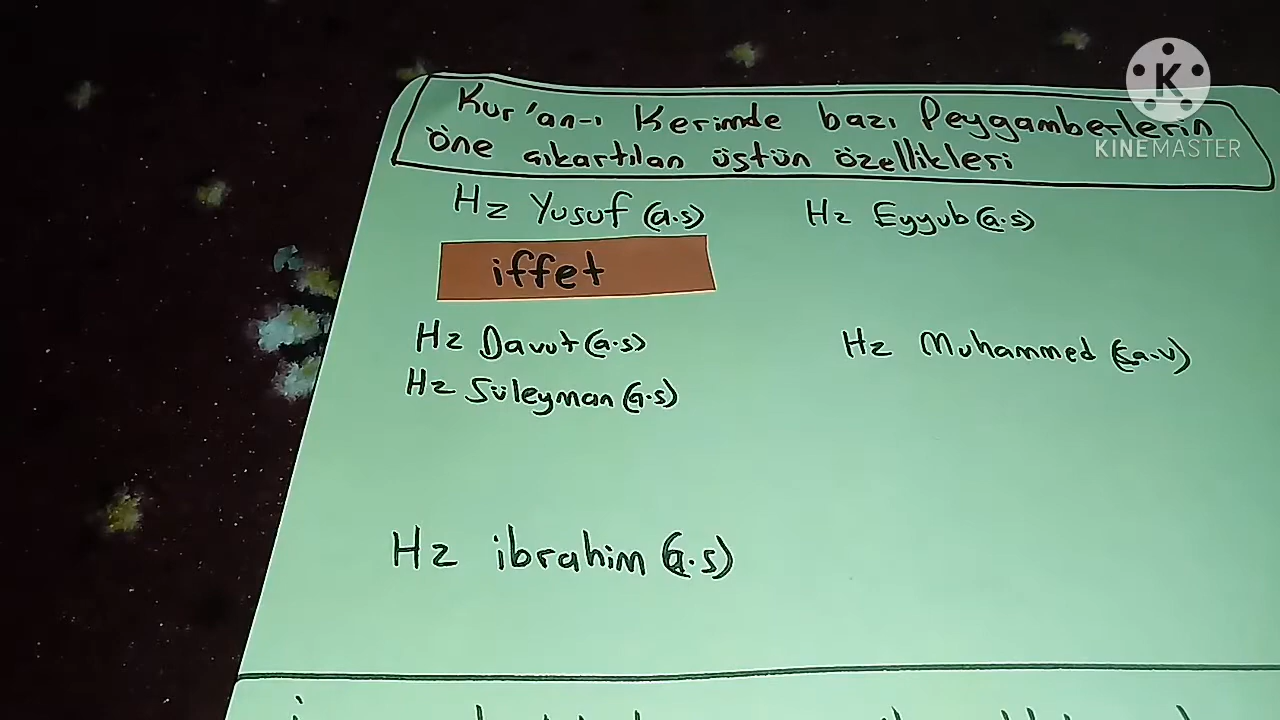 Kur'an-ı Kerimde bazı Peygamberlerin
öne çıkartılan üstün özellikleri
Hz Yusuf (a.s)
Hz Eyyub (a.s)
iffet
Hz Davut (a.s)
Hz Muhammed (s.a.v)
Hz Süleyman (a.s)
Hz ibrahim (a.s)
K
KINEMASTER